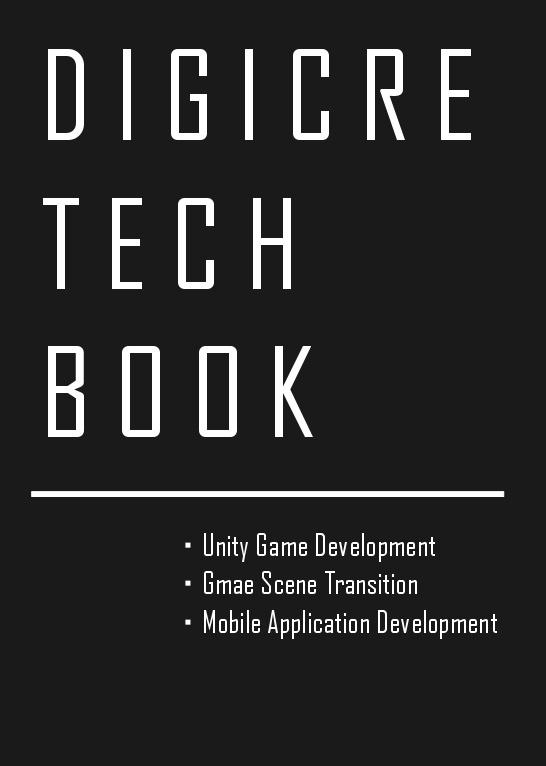 DIGICRE
TECH
BOOK
・Unity Game Development
・Gmae Scene Transition
・Mobile Application Development